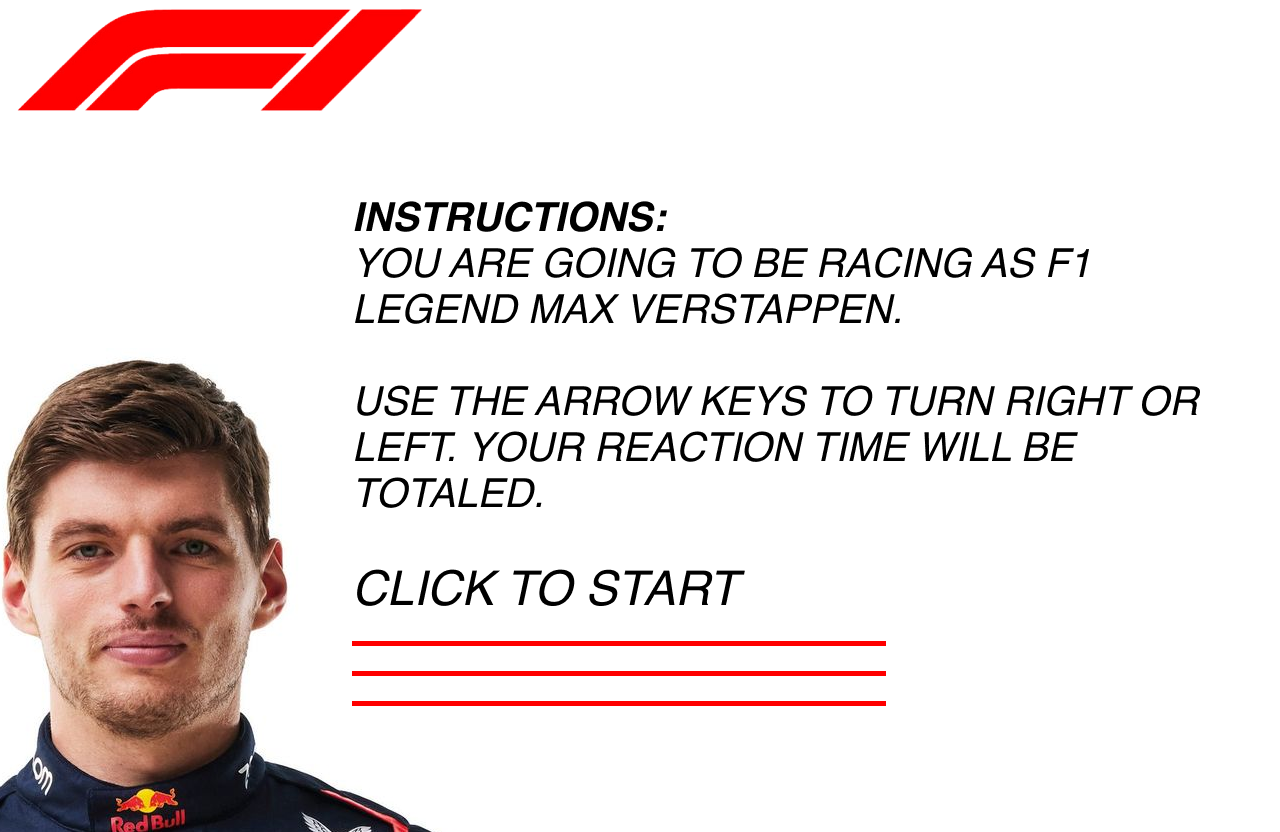 F1
INSTRUCTIONS:
YOU ARE GOING TO BE RACING AS F1
LEGEND MAX VERSTAPPEN.
USE THE ARROW KEYS TO TURN RIGHT OR
LEFT. YOUR REACTION TIME WILL BE
TOTALED.
CLICK TO START
om
Red Bull